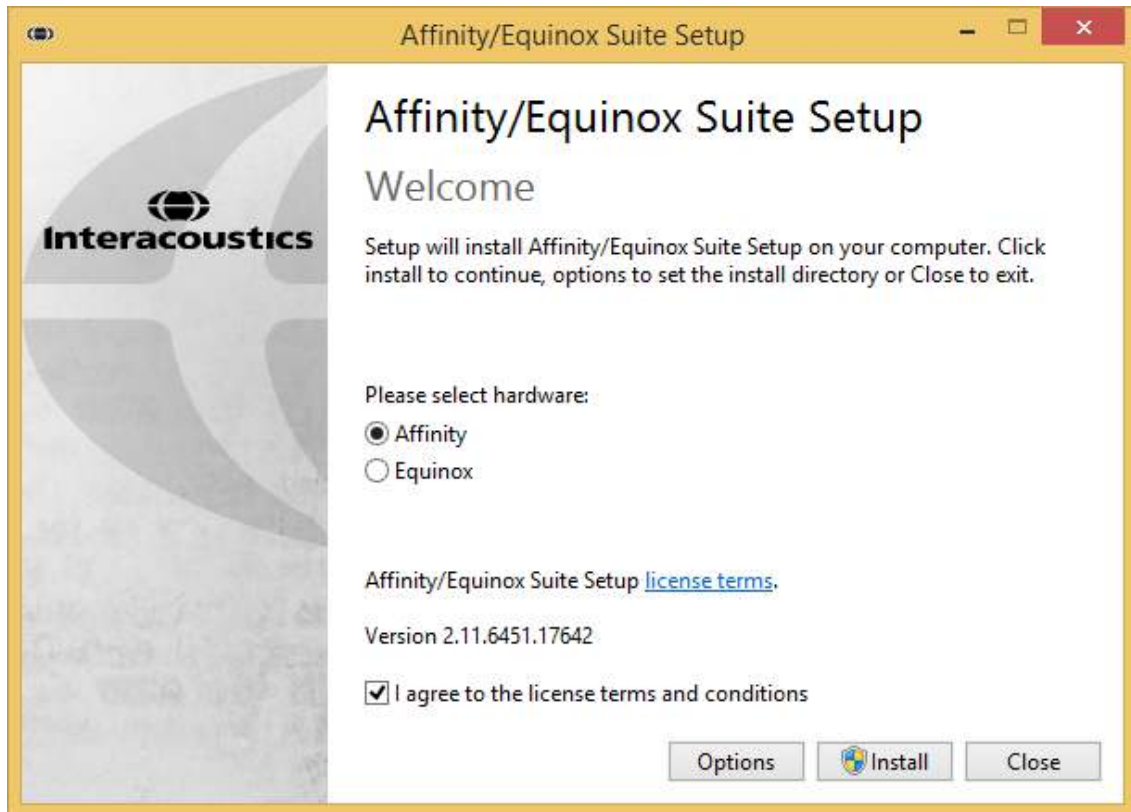 Affinity/Equinox Suite Setup
Interacoustics
Affinity/Equinox Suite Setup
Welcome
Setup will install Affinity/Equinox Suite Setup on your computer. Click
install to continue, options to set the install directory or Close to exit.
Please select hardware:
Affinity
Equinox
Affinity/Equinox Suite Setup license terms.
Version 2.11.6451.17642
I agree to the license terms and conditions
Options
Install
Close